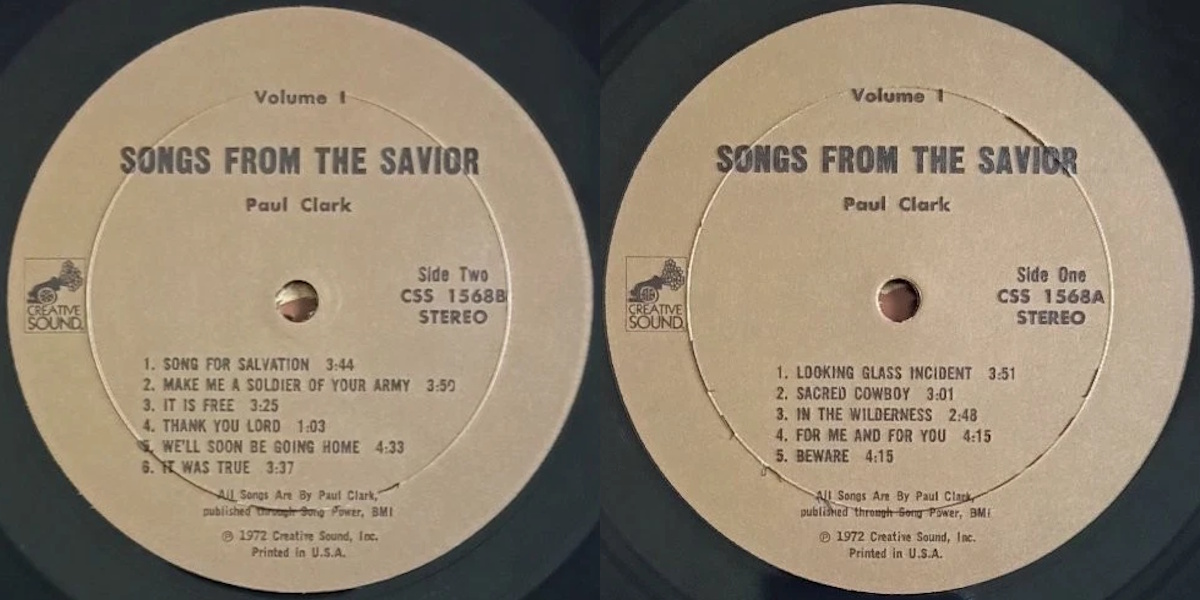 Volume 1
SONGS FROM THE SAVIOR
Paul Clark
CREATIVE
SOUND
Side Two
CSS 1568B
STEREO
1. SONG FOR SALVATION 3:44
2. MAKE ME A SOLDIER OF YOUR ARMY 3:50
3. IT IS FREE 3:25
4. THANK YOU LORD 1:03
5. WE'LL SOON BE GOING HOME 4:33
6. IT WAS TRUE 3:37
All Songs Are By Paul Clark,
published through Song Power, BMI
℗ 1972 Creative Sound, Inc.
Printed in U.S.A.
Volume 1
SONGS FROM THE SAVIOR
Paul Clark
CREATIVE
SOUND
Side One
CSS 1568A
STEREO
1. LOOKING GLASS INCIDENT 3:51
2. SACRED COWBOY 3:01
3. IN THE WILDERNESS 2:48
4. FOR ME AND FOR YOU 4:15
5. BEWARE 4:15
All Songs Are By Paul Clark,
published through Song Power, BMI
℗ 1972 Creative Sound, Inc.
Printed in U.S.A.